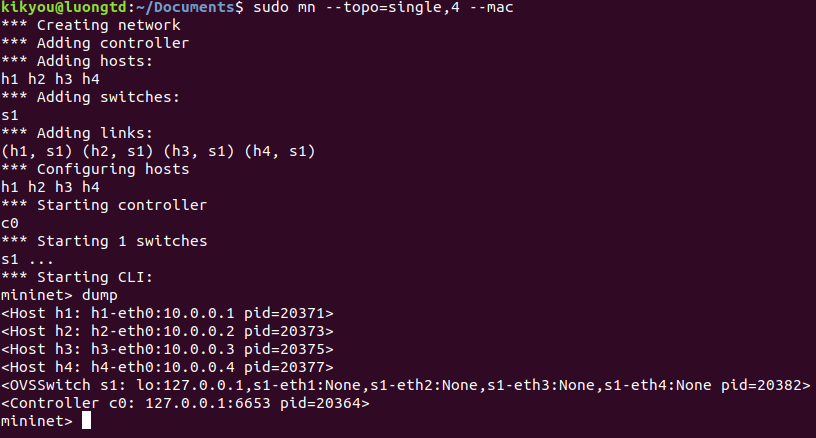 kikyou@luongtd:~/Documents$ sudo mn --topo=single,4 --mac
*** Creating network
*** Adding controller
*** Adding hosts:
h1 h2 h3 h4
*** Adding switches:
s1
*** Adding links:
(h1, s1) (h2, s1) (h3, s1) (h4, s1)
*** Configuring hosts
h1 h2 h3 h4
*** Starting controller
c0
*** Starting 1 switches
s1 ...
*** Starting CLI:
mininet> dump
<Host h1: h1-eth0:10.0.0.1 pid=20371>
<Host h2: h2-eth0:10.0.0.2 pid=20373>
<Host h3: h3-eth0:10.0.0.3 pid=20375>
<Host h4: h4-eth0:10.0.0.4 pid=20377>
<OVSSwitch s1: lo:127.0.0.1,s1-eth1:None,s1-eth2:None,s1-eth3:None,s1-eth4:None pid=20382>
<Controller c0: 127.0.0.1:6653 pid=20364>
mininet>